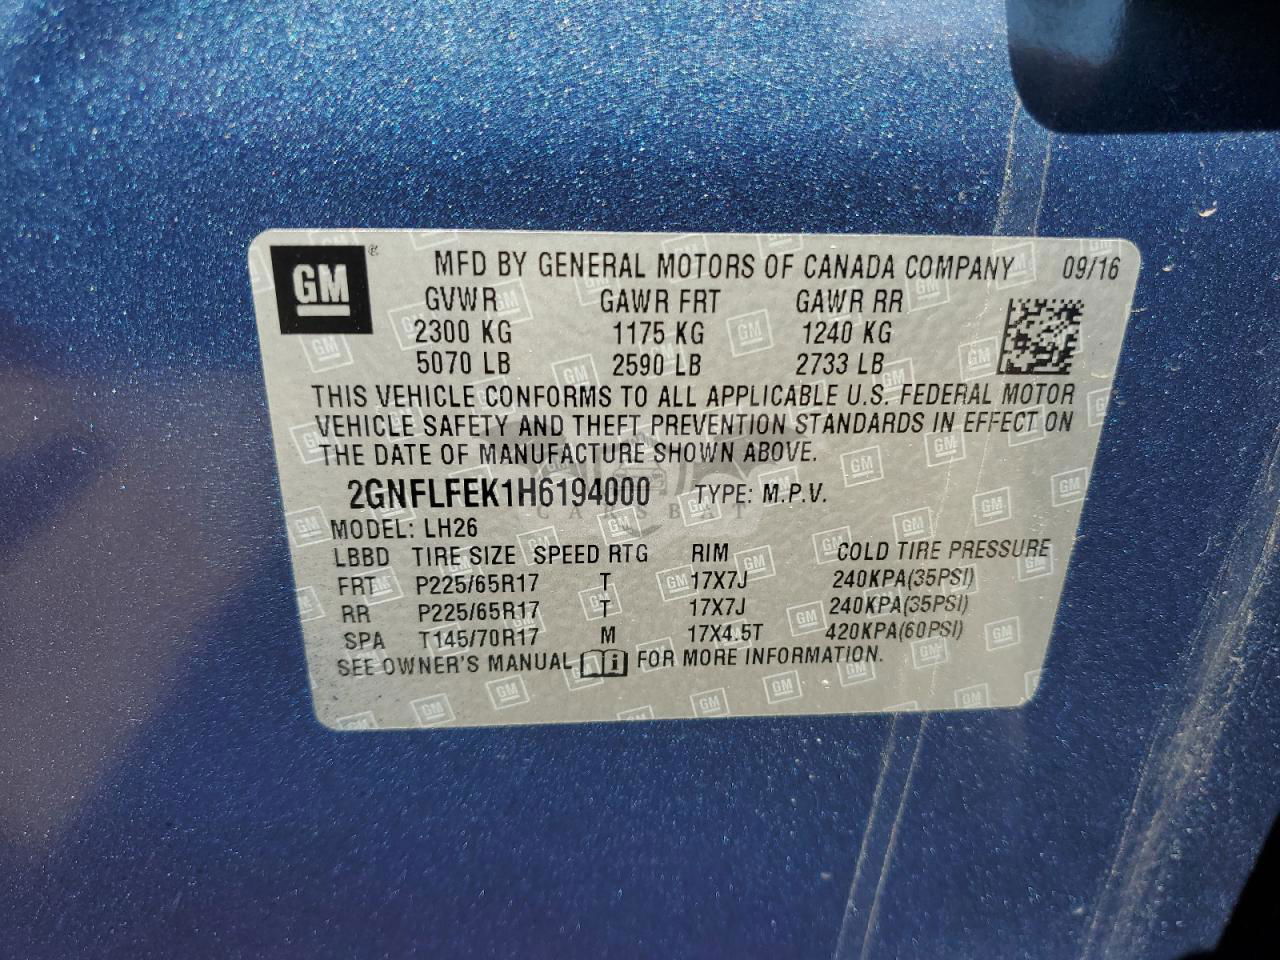 GM ® MFD BY GENERAL MOTORS OF CANADA COMPANY 09/16
GVWR GAWR FRT GAWR RR
2300 KG 1175 KG 1240 KG
5070 LB 2590 LB 2733 LB
THIS VEHICLE CONFORMS TO ALL APPLICABLE U.S. FEDERAL MOTOR
VEHICLE SAFETY AND THEFT PREVENTION STANDARDS IN EFFECT ON
THE DATE OF MANUFACTURE SHOWN ABOVE.
2GNFLFEK1H6194000 TYPE: M.P.V.
CARSBAT
MODEL: LH26
LBBD TIRE SIZE SPEED RTG RIM COLD TIRE PRESSURE
FRT P225/65R17 T 17X7J 240KPA(35PSI)
RR P225/65R17 T 17X7J 240KPA(35PSI)
SPA T145/70R17 M 17X4.5T 420KPA(60PSI)
SEE OWNER'S MANUAL i FOR MORE INFORMATION.